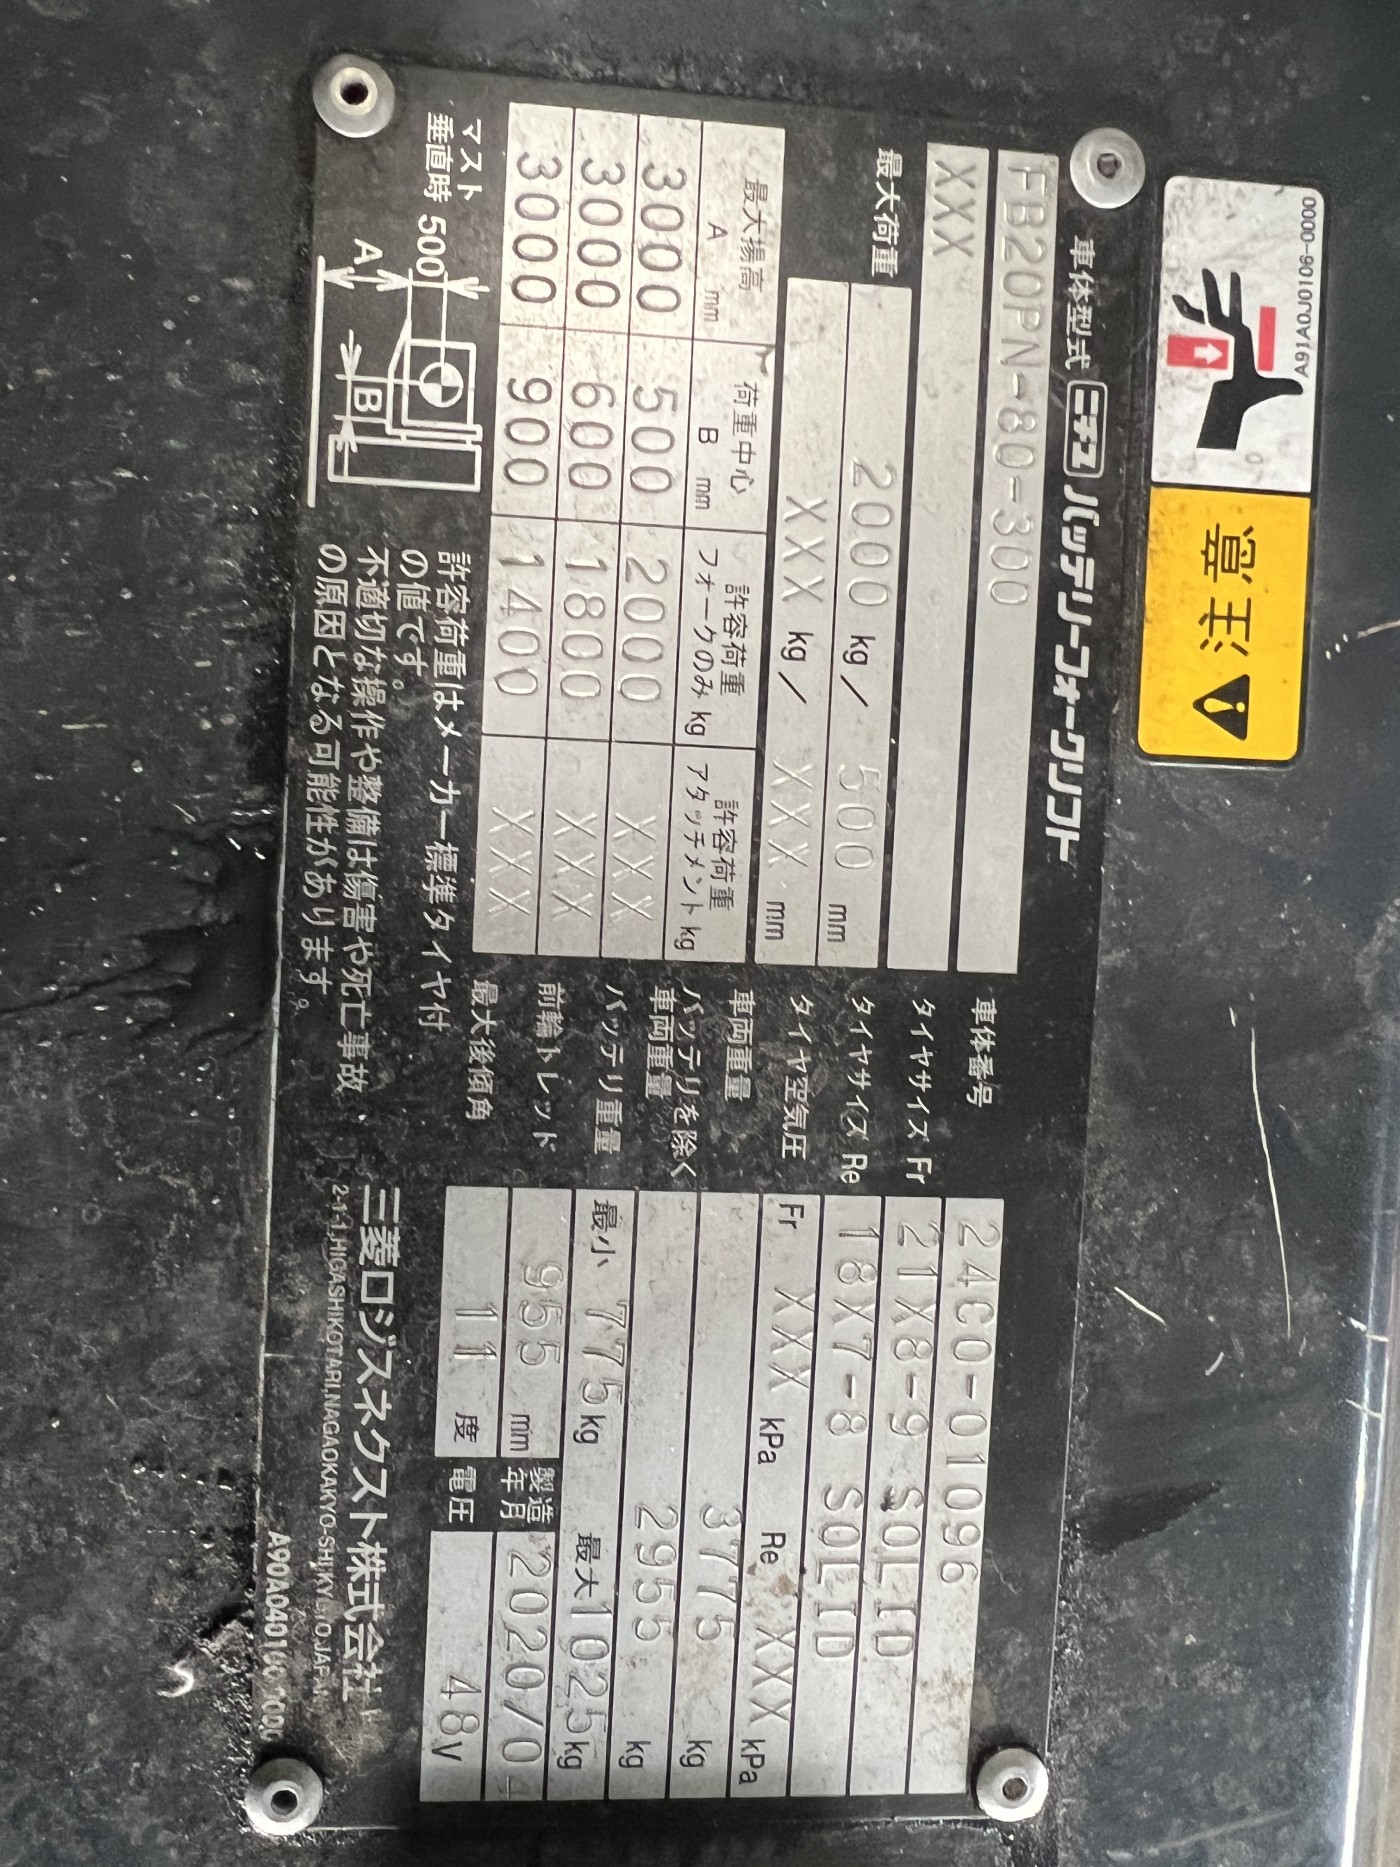 A91A0J0106-0000
注意
車体型式 ニチユ バッテリーフォークリフト
FB20PN-80-300
XXX
最大荷重
2000 kg / 500 mm
XXX kg / XXX mm
最大揚高 A mm 荷重中心 B mm 許容荷重 フォークのみ kg 許容荷重 アタッチメント kg
3000 500 2000 XXX
3000 600 1800 XXX
3000 900 1400 XXX
マスト
垂直時 500
A
B
許容荷重はメーカー標準タイヤ付
の値です。
不適切な操作や整備は傷害や死亡事故
の原因となる可能性があります。
車体番号 24C0-01096
タイヤサイズ Fr 21X8-9 SOLID
タイヤサイズ Re 18X7-8 SOLID
タイヤ空気圧 Fr XXX kPa Re XXX kPa
車両重量 3775 kg
バッテリを除く
車両重量 2955 kg
バッテリ重量 最小 775 kg 最大 1025 kg
前輪トレッド 955 mm 製造年月 2020/0
最大後傾角 11 度 電圧 48V
三菱ロジスネクスト株式会社
2-1-1,HIGASHIKOTARI,NAGAOKAKYO-SHI,KYOTO,JAPAN